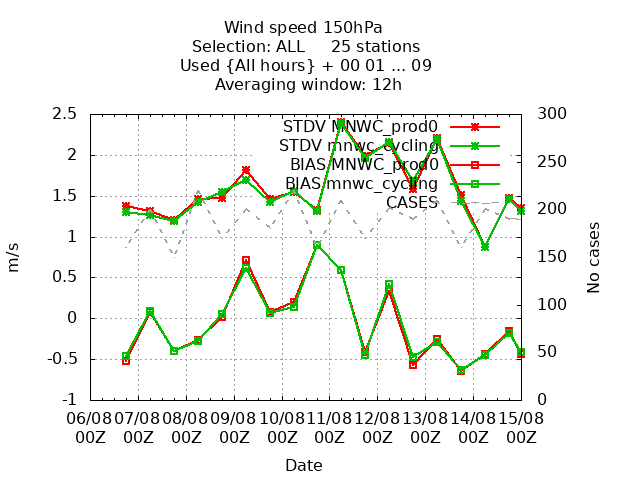 Wind speed 150hPa
Selection: ALL 25 stations
Used {All hours} + 00 01 ... 09
Averaging window: 12h
STDV MNWC_prod0
STDV mnwc_cycling
BIAS MNWC_prod0
BIAS mnwc_cycling
CASES
2.5
2
1.5
1
0.5
0
-0.5
-1
m/s
300
250
200
150
100
50
0
No cases
06/08 07/08 08/08 09/08 10/08 11/08 12/08 13/08 14/08 15/08
00Z 00Z 00Z 00Z 00Z 00Z 00Z 00Z 00Z 00Z
Date